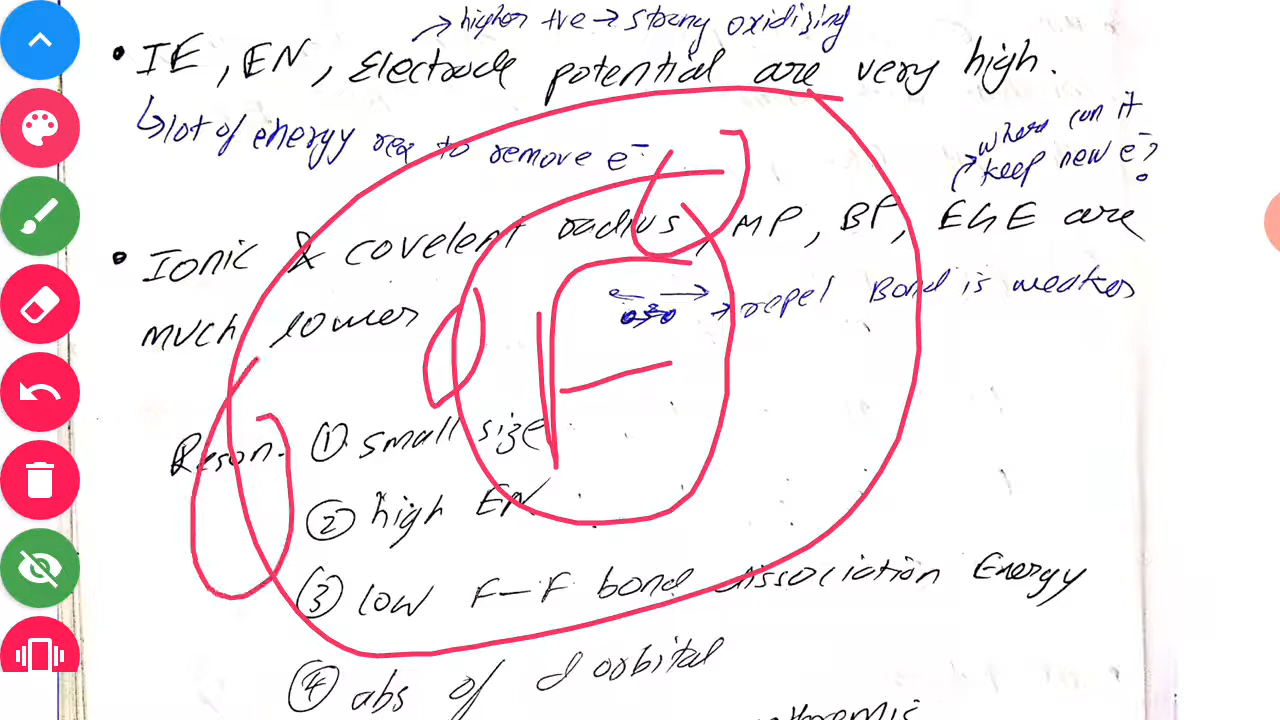 → higher +ve → strong oxidizing
• IE, EN, Electrode potential are very high.
↳ lot of energy req to remove e⁻
→ where can it
keep new e⁻?
• Ionic & covelent radius, MP, BP, EGE are
much lower
→ repel Bond is weaker
Reson. ① small size
② high EN
③ low F-F bond dissociation Energy
④ abs of d orbital
F